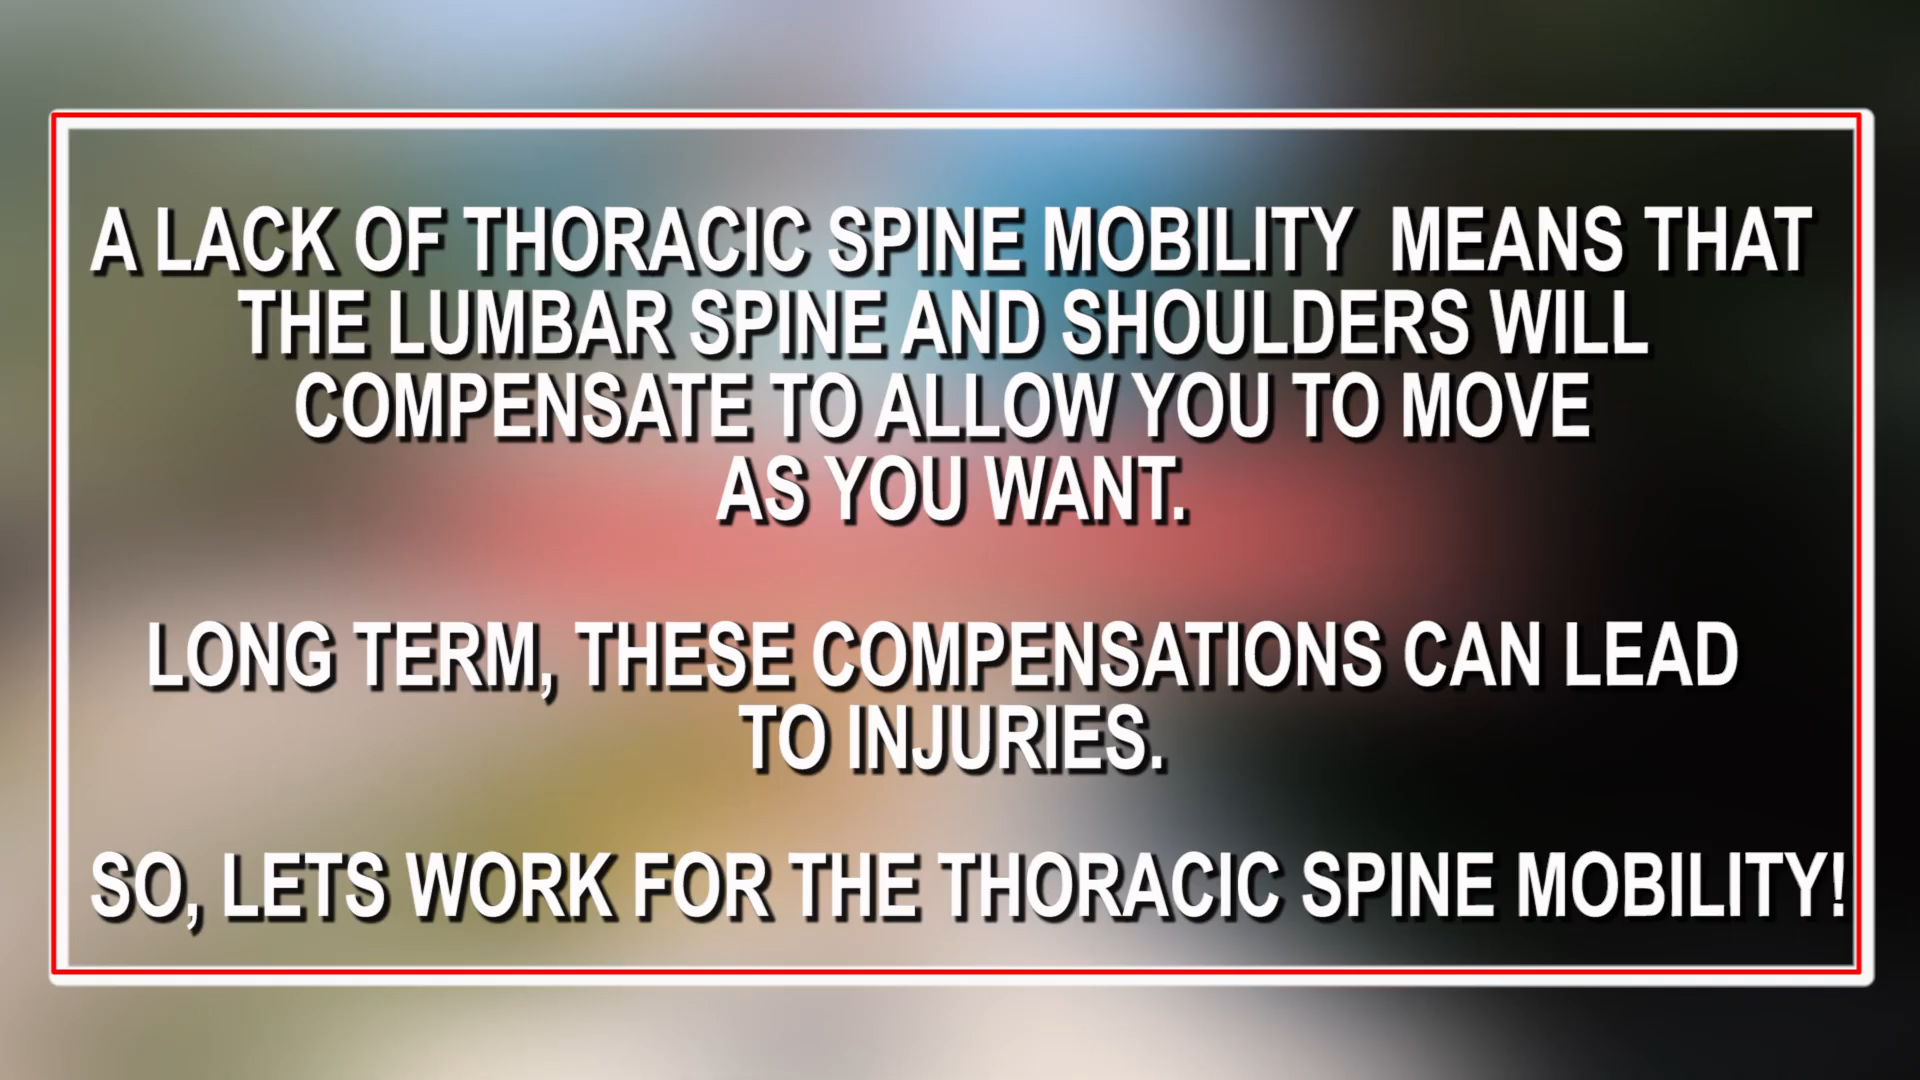 A LACK OF THORACIC SPINE MOBILITY MEANS THAT
THE LUMBAR SPINE AND SHOULDERS WILL
COMPENSATE TO ALLOW YOU TO MOVE
AS YOU WANT.
LONG TERM, THESE COMPENSATIONS CAN LEAD
TO INJURIES.
SO, LETS WORK FOR THE THORACIC SPINE MOBILITY!